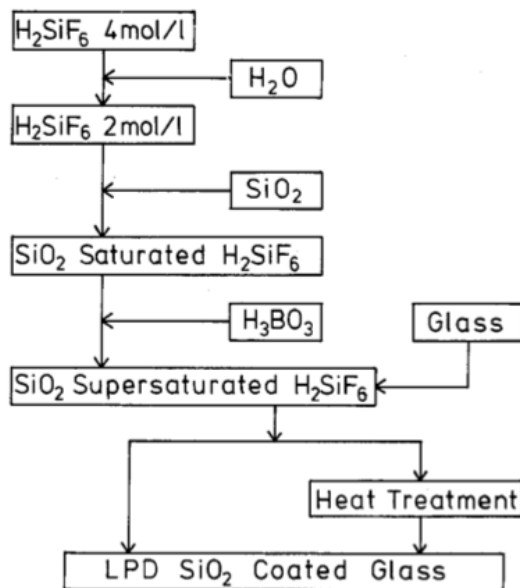 H₂SiF₆ 4mol/l
H₂O
H₂SiF₆ 2mol/l
SiO₂
SiO₂ Saturated H₂SiF₆
H₃BO₃
Glass
SiO₂ Supersaturated H₂SiF₆
Heat Treatment
LPD SiO₂ Coated Glass